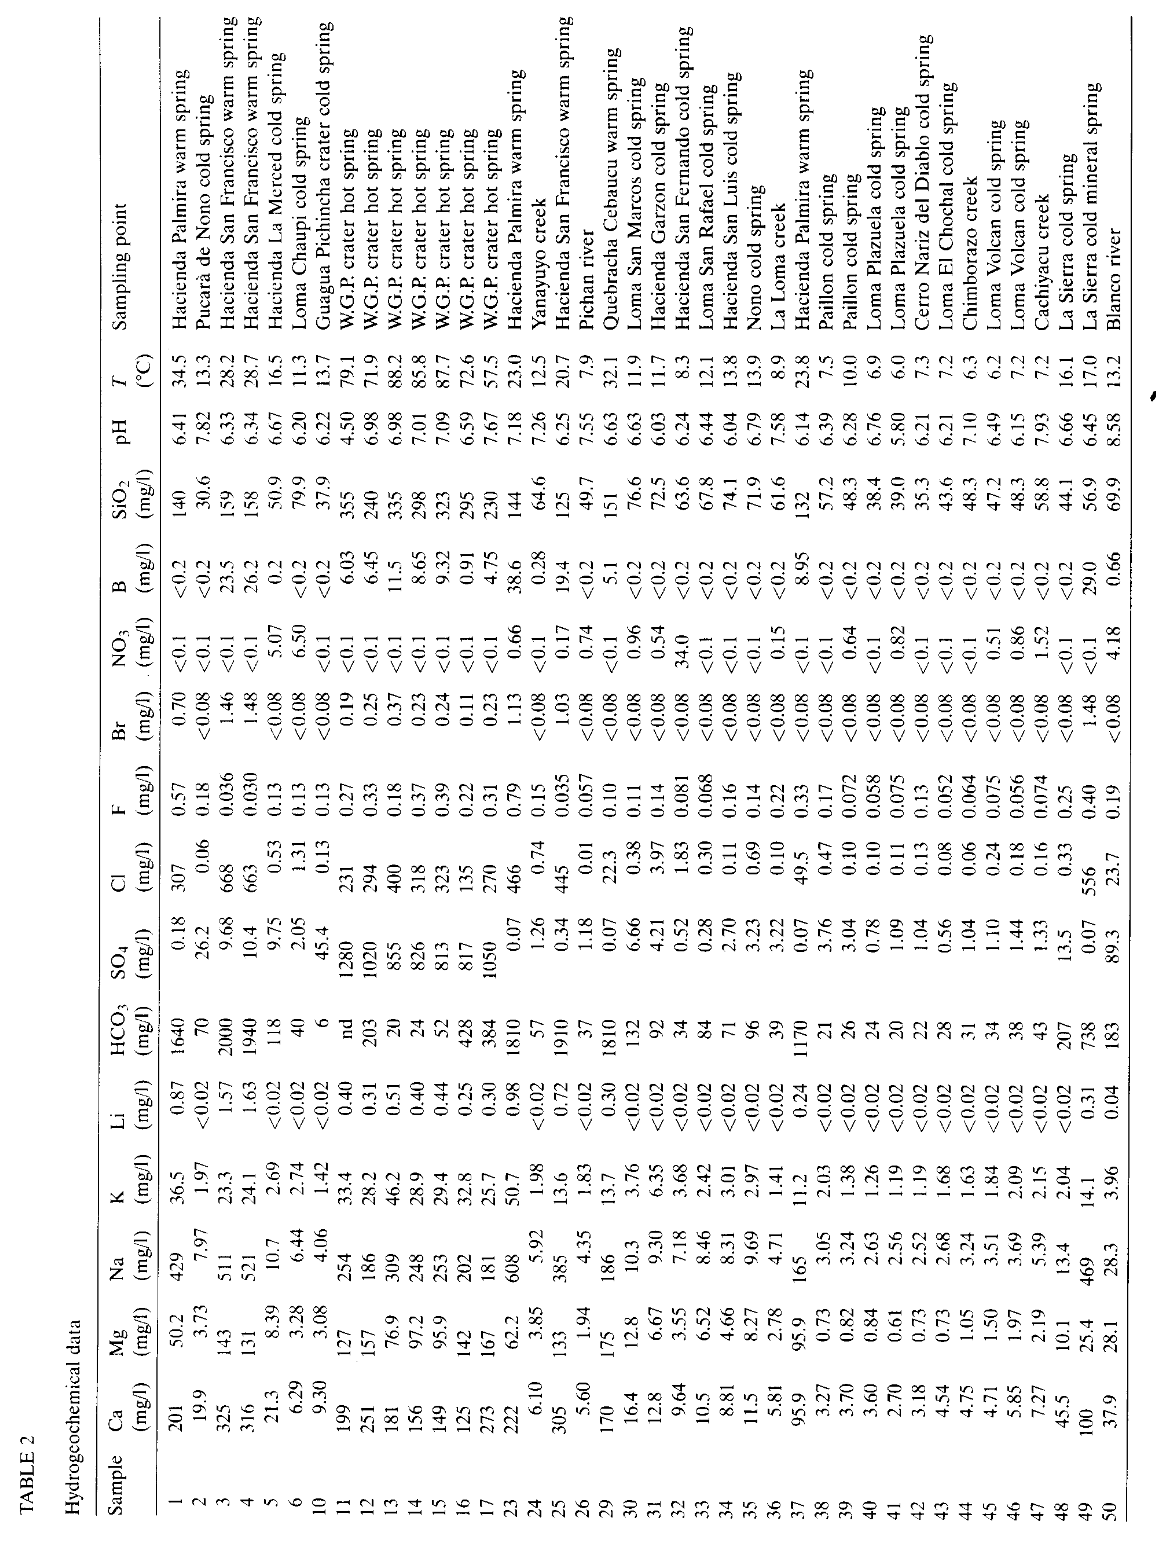 TABLE 2
Hydrogeochemical data
Sample Ca Mg Na K Li HCO3 SO4 Cl F Br NO3 B SiO2 pH T Sampling point
(mg/l) (mg/l) (mg/l) (mg/l) (mg/l) (mg/l) (mg/l) (mg/l) (mg/l) (mg/l) (mg/l) (mg/l) (mg/l) (°C)
1 201 50.2 429 36.5 0.87 1640 0.18 307 0.57 0.70 <0.1 <0.2 140 6.41 34.5 Hacienda Palmira warm spring
2 19.9 3.73 7.97 1.97 <0.02 70 26.2 0.06 0.18 <0.08 <0.1 <0.2 30.6 7.82 13.3 Pucarà de Nono cold spring
3 325 143 511 23.3 1.57 2000 9.68 668 0.036 1.46 <0.1 23.5 159 6.33 28.2 Hacienda San Francisco warm spring
4 316 131 521 24.1 1.63 1940 10.4 663 0.030 1.48 <0.1 26.2 158 6.34 28.7 Hacienda San Francisco warm spring
5 21.3 8.39 10.7 2.69 <0.02 118 9.75 0.53 0.13 <0.08 5.07 0.2 50.9 6.67 16.5 Hacienda La Merced cold spring
6 6.29 3.28 6.44 2.74 <0.02 40 2.05 1.31 0.13 <0.08 6.50 <0.2 79.9 6.20 11.3 Loma Chaupi cold spring
10 9.30 3.08 4.06 1.42 <0.02 6 45.4 0.13 0.13 <0.08 <0.1 <0.2 37.9 6.22 13.7 Guagua Pichincha crater cold spring
11 199 127 254 33.4 0.40 nd 1280 231 0.27 0.19 <0.1 6.03 355 4.50 79.1 W.G.P. crater hot spring
12 251 157 186 28.2 0.31 203 1020 294 0.33 0.25 <0.1 6.45 240 6.98 71.9 W.G.P. crater hot spring
13 181 76.9 309 46.2 0.51 20 855 400 0.18 0.37 <0.1 11.5 335 6.98 88.2 W.G.P. crater hot spring
14 156 97.2 248 28.9 0.40 24 826 318 0.37 0.23 <0.1 8.65 298 7.01 85.8 W.G.P. crater hot spring
15 149 95.9 253 29.4 0.44 52 813 323 0.39 0.24 <0.1 9.32 323 7.09 87.7 W.G.P. crater hot spring
16 125 142 202 32.8 0.25 428 817 135 0.22 0.11 <0.1 0.91 295 6.59 72.6 W.G.P. crater hot spring
17 273 167 181 25.7 0.30 384 1050 270 0.31 0.23 <0.1 4.75 230 7.67 57.5 W.G.P. crater hot spring
23 222 62.2 608 50.7 0.98 1810 0.07 466 0.79 1.13 0.66 38.6 144 7.18 23.0 Hacienda Palmira warm spring
24 6.10 3.85 5.92 1.98 <0.02 57 1.26 0.74 0.15 <0.08 <0.1 0.28 64.6 7.26 12.5 Yanayuyo creek
25 305 133 385 13.6 0.72 1910 0.34 445 0.035 1.03 0.17 19.4 125 6.25 20.7 Hacienda San Francisco warm spring
26 5.60 1.94 4.35 1.83 <0.02 37 1.18 0.01 0.057 <0.08 0.74 <0.2 49.7 7.55 7.9 Pichan river
29 170 175 186 13.7 0.30 1810 0.07 22.3 0.10 <0.08 <0.1 5.1 151 6.63 32.1 Quebracha Cebaucu warm spring
30 16.4 12.8 10.3 3.76 <0.02 132 6.66 0.38 0.11 <0.08 0.96 <0.2 76.6 6.63 11.9 Loma San Marcos cold spring
31 12.8 6.67 9.30 6.35 <0.02 92 4.21 3.97 0.14 <0.08 0.54 <0.2 72.5 6.03 11.7 Hacienda Garzon cold spring
32 9.64 3.55 7.18 3.68 <0.02 34 0.52 1.83 0.081 <0.08 34.0 <0.2 63.6 6.24 8.3 Hacienda San Fernando cold spring
33 10.5 6.52 8.46 2.42 <0.02 84 0.28 0.30 0.068 <0.08 <0.1 <0.2 67.8 6.44 12.1 Loma San Rafael cold spring
34 8.81 4.66 8.31 3.01 <0.02 71 2.70 0.11 0.16 <0.08 <0.1 <0.2 74.1 6.04 13.8 Hacienda San Luis cold spring
35 11.5 8.27 9.69 2.97 <0.02 96 3.23 0.69 0.14 <0.08 <0.1 <0.2 71.9 6.79 13.9 Nono cold spring
36 5.81 2.78 4.71 1.41 <0.02 39 3.22 0.10 0.22 <0.08 0.15 <0.2 61.6 7.58 8.9 La Loma creek
37 95.9 95.9 165 11.2 0.24 1170 0.07 49.5 0.33 <0.08 <0.1 8.95 132 6.14 23.8 Hacienda Palmira warm spring
38 3.27 0.73 3.05 2.03 <0.02 21 3.76 0.47 0.17 <0.08 <0.1 <0.2 57.2 6.39 7.5 Paillon cold spring
39 3.70 0.82 3.24 1.38 <0.02 26 3.04 0.10 0.072 <0.08 0.64 <0.2 48.3 6.28 10.0 Paillon cold spring
40 3.60 0.84 2.63 1.26 <0.02 24 0.78 0.10 0.058 <0.08 <0.1 <0.2 38.4 6.76 6.9 Loma Plazuela cold spring
41 2.70 0.61 2.56 1.19 <0.02 20 1.09 0.11 0.075 <0.08 0.82 <0.2 39.0 5.80 6.0 Loma Plazuela cold spring
42 3.18 0.73 2.52 1.19 <0.02 22 1.04 0.13 0.13 <0.08 <0.1 <0.2 35.3 6.21 7.3 Cerro Nariz del Diablo cold spring
43 4.54 0.73 2.68 1.68 <0.02 28 0.56 0.08 0.052 <0.08 <0.1 <0.2 43.6 6.21 7.2 Loma El Chochal cold spring
44 4.75 1.05 3.24 1.63 <0.02 31 1.04 0.06 0.064 <0.08 <0.1 <0.2 48.3 7.10 6.3 Chimborazo creek
45 4.71 1.50 3.51 1.84 <0.02 34 1.10 0.24 0.075 <0.08 0.51 <0.2 47.2 6.49 6.2 Loma Volcan cold spring
46 5.85 1.97 3.69 2.09 <0.02 38 1.44 0.18 0.056 <0.08 0.86 <0.2 48.3 6.15 7.2 Loma Volcan cold spring
47 7.27 2.19 5.39 2.15 <0.02 43 1.33 0.16 0.074 <0.08 1.52 <0.2 58.8 7.93 7.2 Cachiyacu creek
48 45.5 10.1 13.4 2.04 <0.02 207 13.5 0.33 0.25 <0.08 <0.1 <0.2 44.1 6.66 16.1 La Sierra cold spring
49 100 25.4 469 14.1 0.31 738 0.07 556 0.40 1.48 <0.1 29.0 56.9 6.45 17.0 La Sierra cold mineral spring
50 37.9 28.1 28.3 3.96 0.04 183 89.3 23.7 0.19 <0.08 4.18 0.66 69.9 8.58 13.2 Blanco river